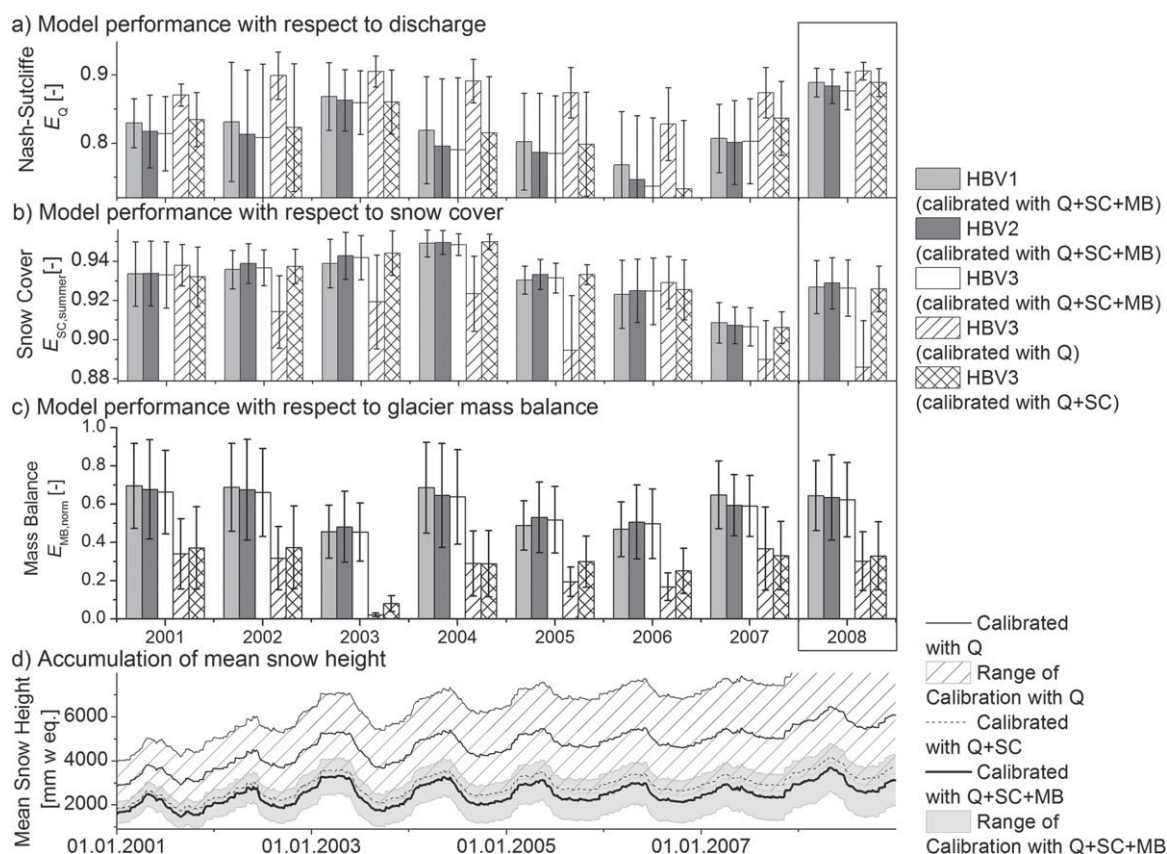 a) Model performance with respect to discharge
Nash-Sutcliffe
E_Q [-]
0.9
0.8
HBV1
(calibrated with Q+SC+MB)
HBV2
(calibrated with Q+SC+MB)
HBV3
(calibrated with Q+SC+MB)
HBV3
(calibrated with Q)
HBV3
(calibrated with Q+SC)
b) Model performance with respect to snow cover
Snow Cover
E_SC,summer[-]
0.94
0.92
0.90
0.88
c) Model performance with respect to glacier mass balance
Mass Balance
E_MB,norm [-]
1.0
0.8
0.6
0.4
0.2
0.0
2001 2002 2003 2004 2005 2006 2007 2008
d) Accumulation of mean snow height
Mean Snow Height
[mm w eq.]
6000
4000
2000
01.01.2001 01.01.2003 01.01.2005 01.01.2007
Calibrated
with Q
Range of
Calibration with Q
Calibrated
with Q+SC
Calibrated
with Q+SC+MB
Range of
Calibration with Q+SC+MB